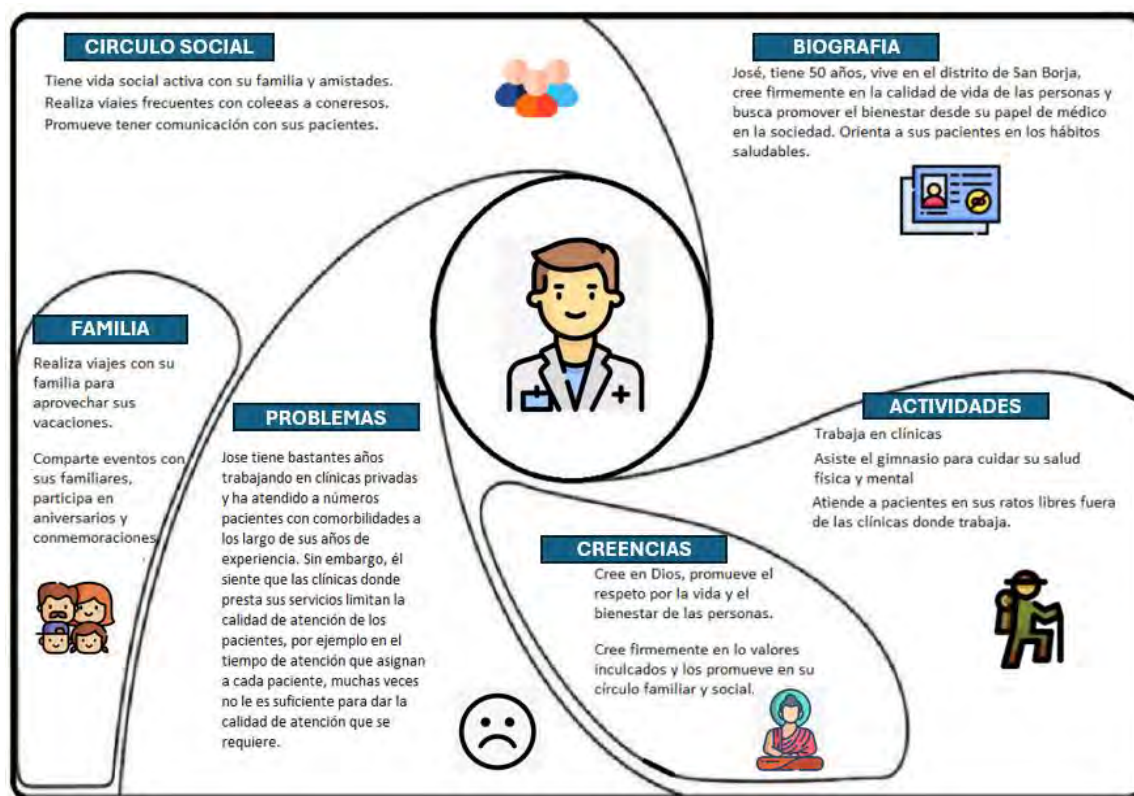 CIRCULO SOCIAL
Tiene vida social activa con su familia y amistades.
Realiza viajes frecuentes con colegas a congresos.
Promueve tener comunicación con sus pacientes.
BIOGRAFIA
José, tiene 50 años, vive en el distrito de San Borja,
cree firmemente en la calidad de vida de las personas y
busca promover el bienestar desde su papel de médico
en la sociedad. Orienta a sus pacientes en los hábitos
saludables.
FAMILIA
Realiza viajes con su
familia para
aprovechar sus
vacaciones.
Comparte eventos con
sus familiares,
participa en
aniversarios y
conmemoraciones
PROBLEMAS
Jose tiene bastantes años
trabajando en clínicas privadas
y ha atendido a números
pacientes con comorbilidades a
los largo de sus años de
experiencia. Sin embargo, él
siente que las clínicas donde
presta sus servicios limitan la
calidad de atención de los
pacientes, por ejemplo en el
tiempo de atención que asignan
a cada paciente, muchas veces
no le es suficiente para dar la
calidad de atención que se
requiere.
CREENCIAS
Cree en Dios, promueve el
respeto por la vida y el
bienestar de las personas.
Cree firmemente en lo valores
inculcados y los promueve en su
círculo familiar y social.
ACTIVIDADES
Trabaja en clínicas
Asiste el gimnasio para cuidar su salud
física y mental
Atiende a pacientes en sus ratos libres fuera
de las clínicas donde trabaja.